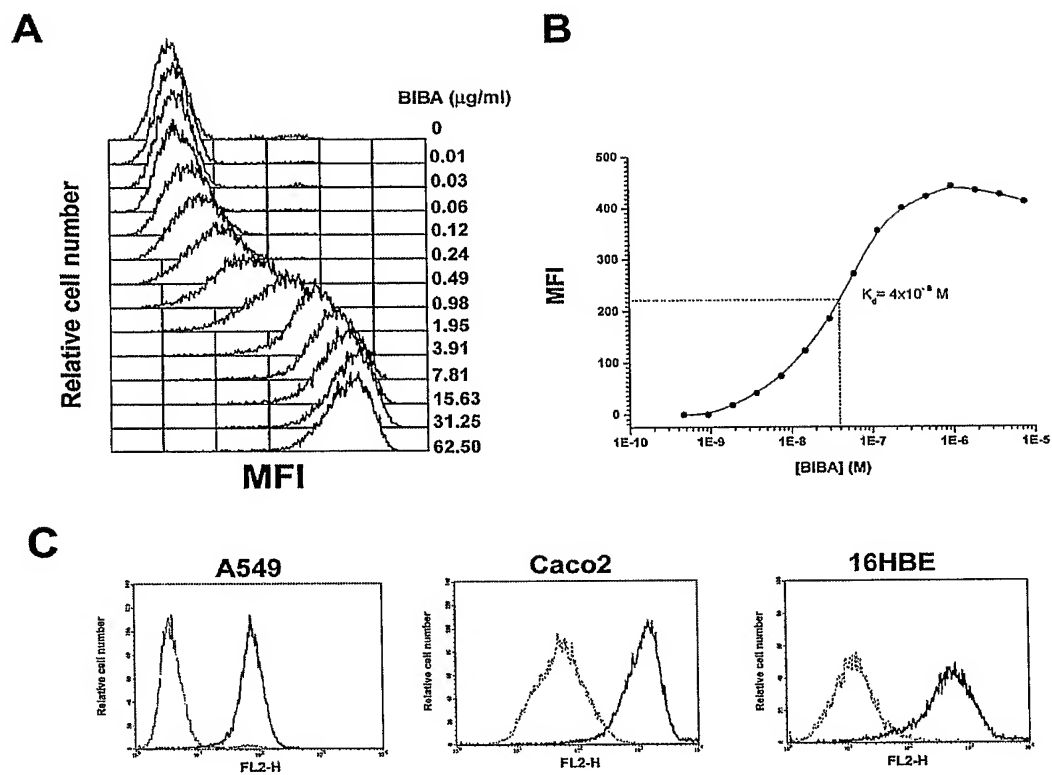 A
BIBA (µg/ml)
0
0.01
0.03
0.06
0.12
0.24
0.49
0.98
1.95
3.91
7.81
15.63
31.25
62.50
Relative cell number
MFI
B
500
400
300
200
100
0
MFI
K_d= 4x10^-8 M
1E-10
1E-9
1E-8
1E-7
1E-6
1E-5
[BIBA] (M)
C
A549
Relative cell number
FL2-H
Caco2
Relative cell number
FL2-H
16HBE
Relative cell number
FL2-H